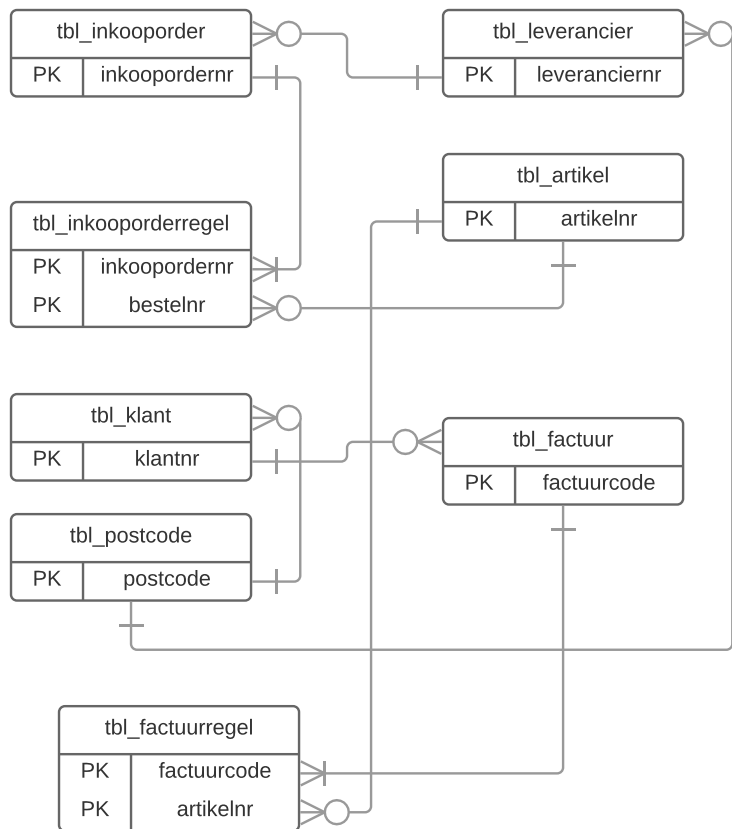 tbl_inkooporder
PK inkoopordernr
tbl_leverancier
PK leveranciernr
tbl_artikel
PK artikelnr
tbl_inkooporderregel
PK inkoopordernr
PK bestelnr
tbl_klant
PK klantnr
tbl_factuur
PK factuurcode
tbl_postcode
PK postcode
tbl_factuurregel
PK factuurcode
PK artikelnr